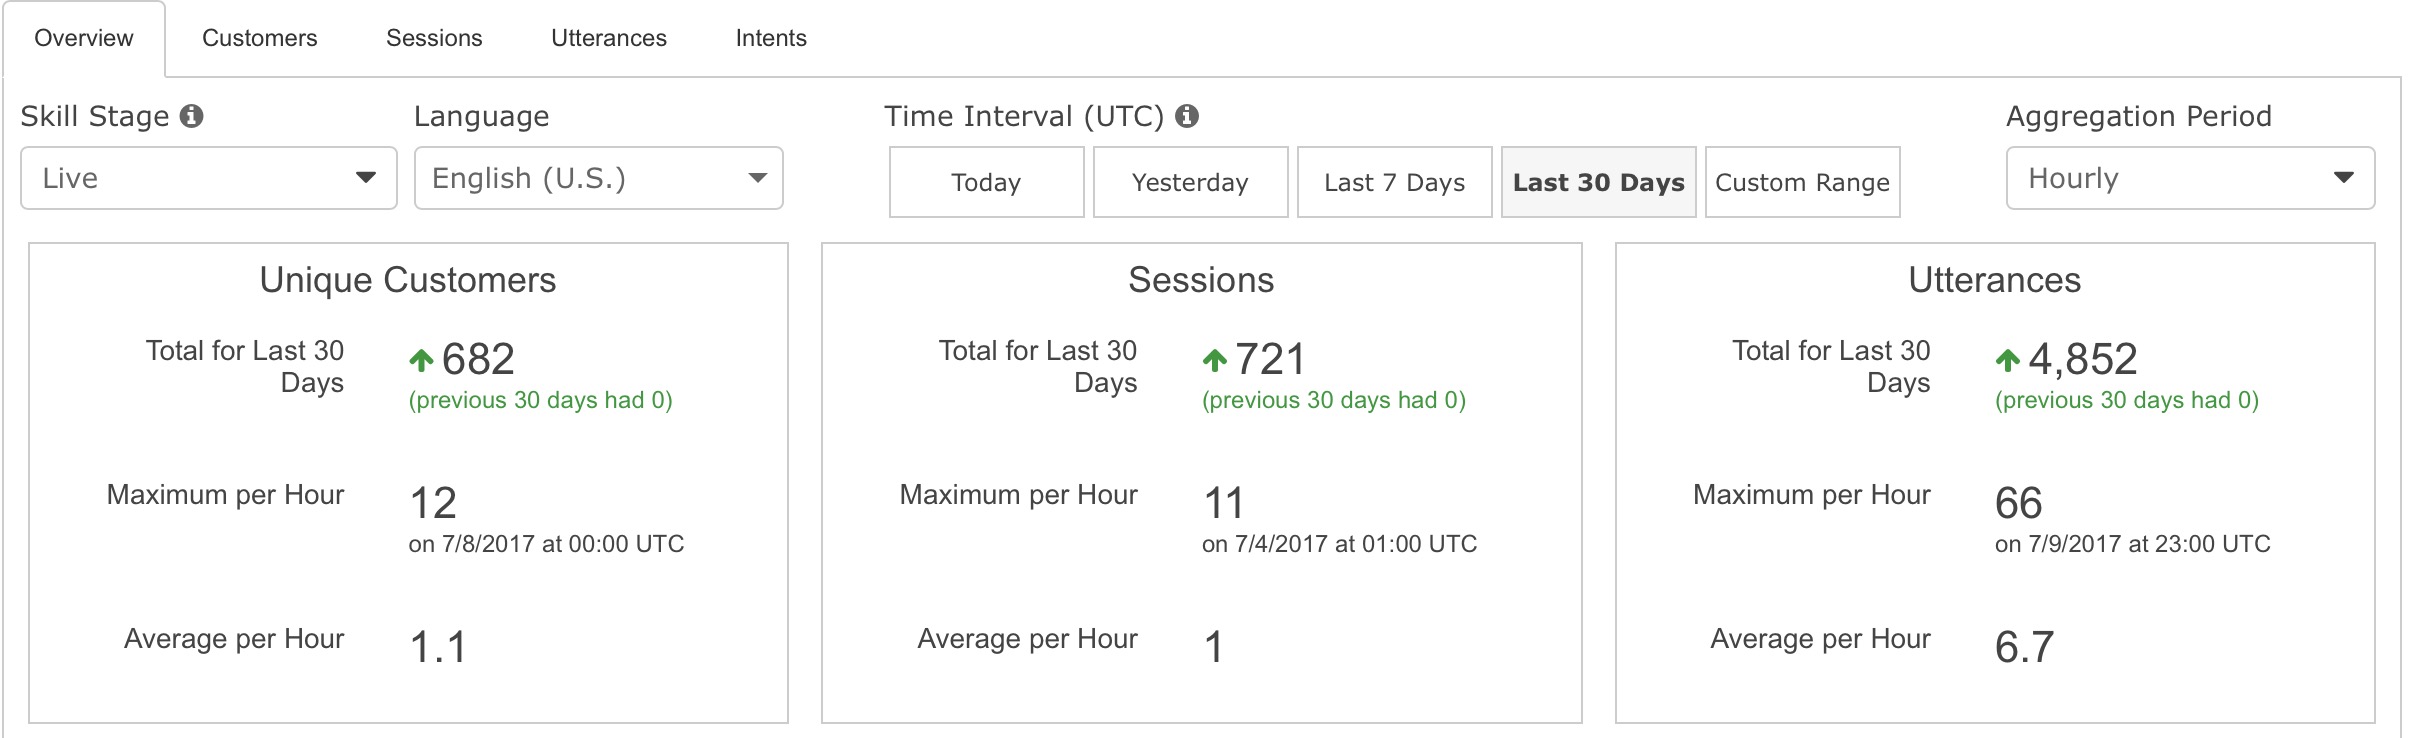 Overview Customers Sessions Utterances Intents
Skill Stage Language Time Interval (UTC) Aggregation Period
Live English (U.S.) Today Yesterday Last 7 Days Last 30 Days Custom Range Hourly
Unique Customers
Total for Last 30
Days
682
(previous 30 days had 0)
Maximum per Hour
12
on 7/8/2017 at 00:00 UTC
Average per Hour
1.1
Sessions
Total for Last 30
Days
721
(previous 30 days had 0)
Maximum per Hour
11
on 7/4/2017 at 01:00 UTC
Average per Hour
1
Utterances
Total for Last 30
Days
4,852
(previous 30 days had 0)
Maximum per Hour
66
on 7/9/2017 at 23:00 UTC
Average per Hour
6.7